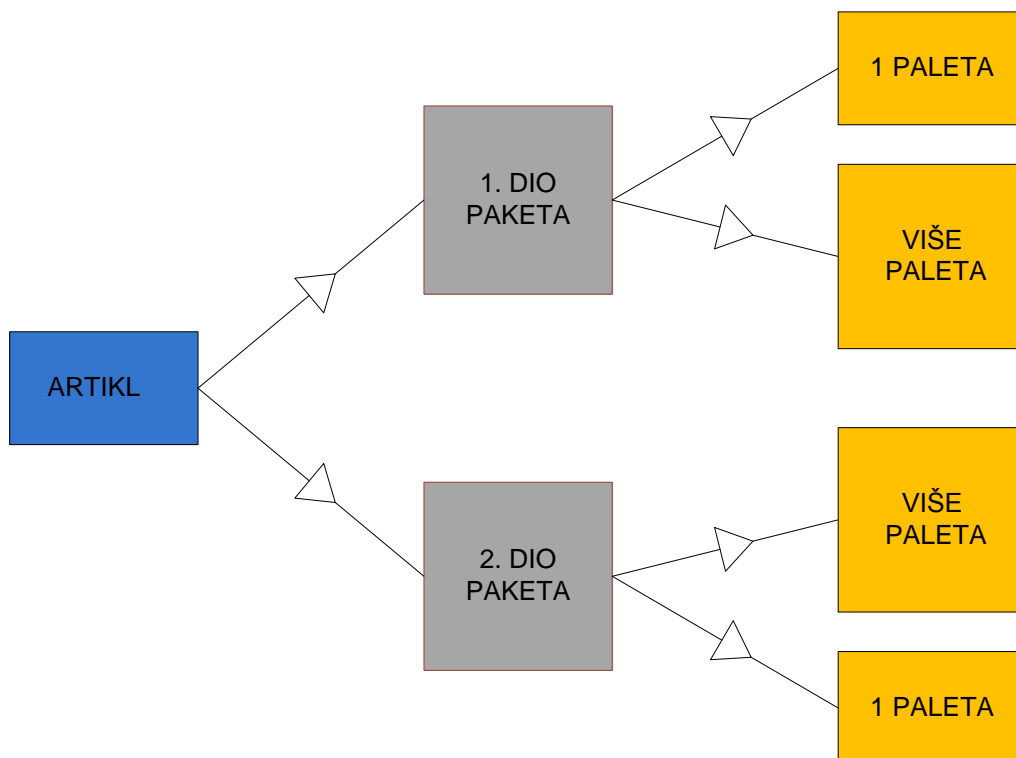 1 PALETA
1. DIO
PAKETA
VIŠE
PALETA
ARTIKL
VIŠE
PALETA
2. DIO
PAKETA
1 PALETA